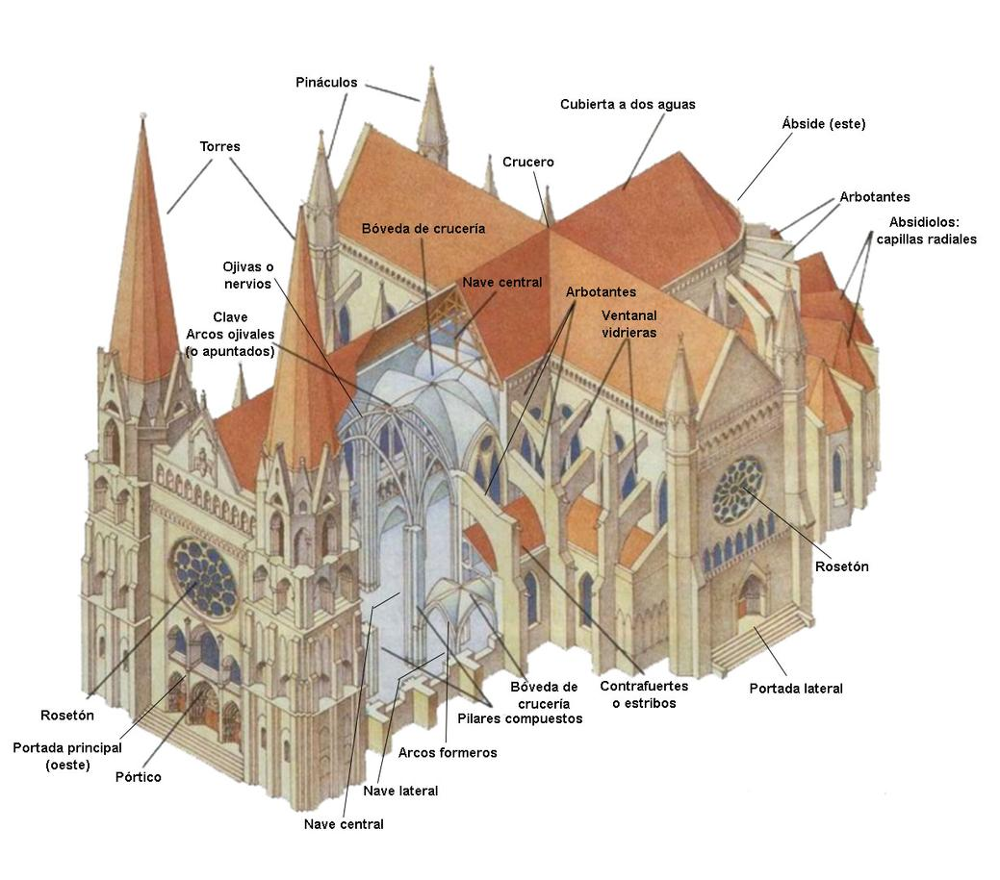 Pináculos
Cubierta a dos aguas
Ábside (este)
Torres
Crucero
Arbotantes
Absidiolos:
capillas radiales
Bóveda de crucería
Ojivas o
nervios
Nave central
Arbotantes
Clave
Arcos ojivales
(o apuntados)
Ventanal
vidrieras
Rosetón
Rosetón
Portada principal
(oeste)
Pórtico
Bóveda de
crucería
Contrafuertes
o estribos
Portada lateral
Pilares compuestos
Arcos formeros
Nave lateral
Nave central